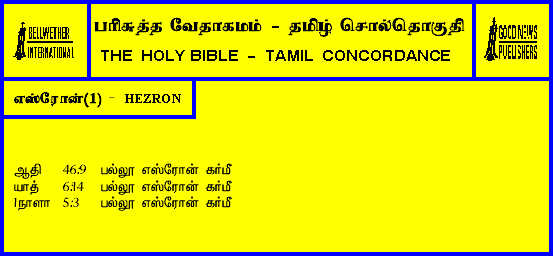 BELLWETHER
INTERNATIONAL
பரிசுத்த வேதாகமம் - தமிழ் சொல்தொகுதி
THE HOLY BIBLE - TAMIL CONCORDANCE
GOOD NEWS
PUBLISHERS
எஸ்ரோன்(1) - HEZRON
ஆதி 46:9 பல்லூ எஸ்ரோன் கர்மீ
யாத் 6:14 பல்லூ எஸ்ரோன் கர்மீ
1நாளா 5:3 பல்லூ எஸ்ரோன் கர்மீ